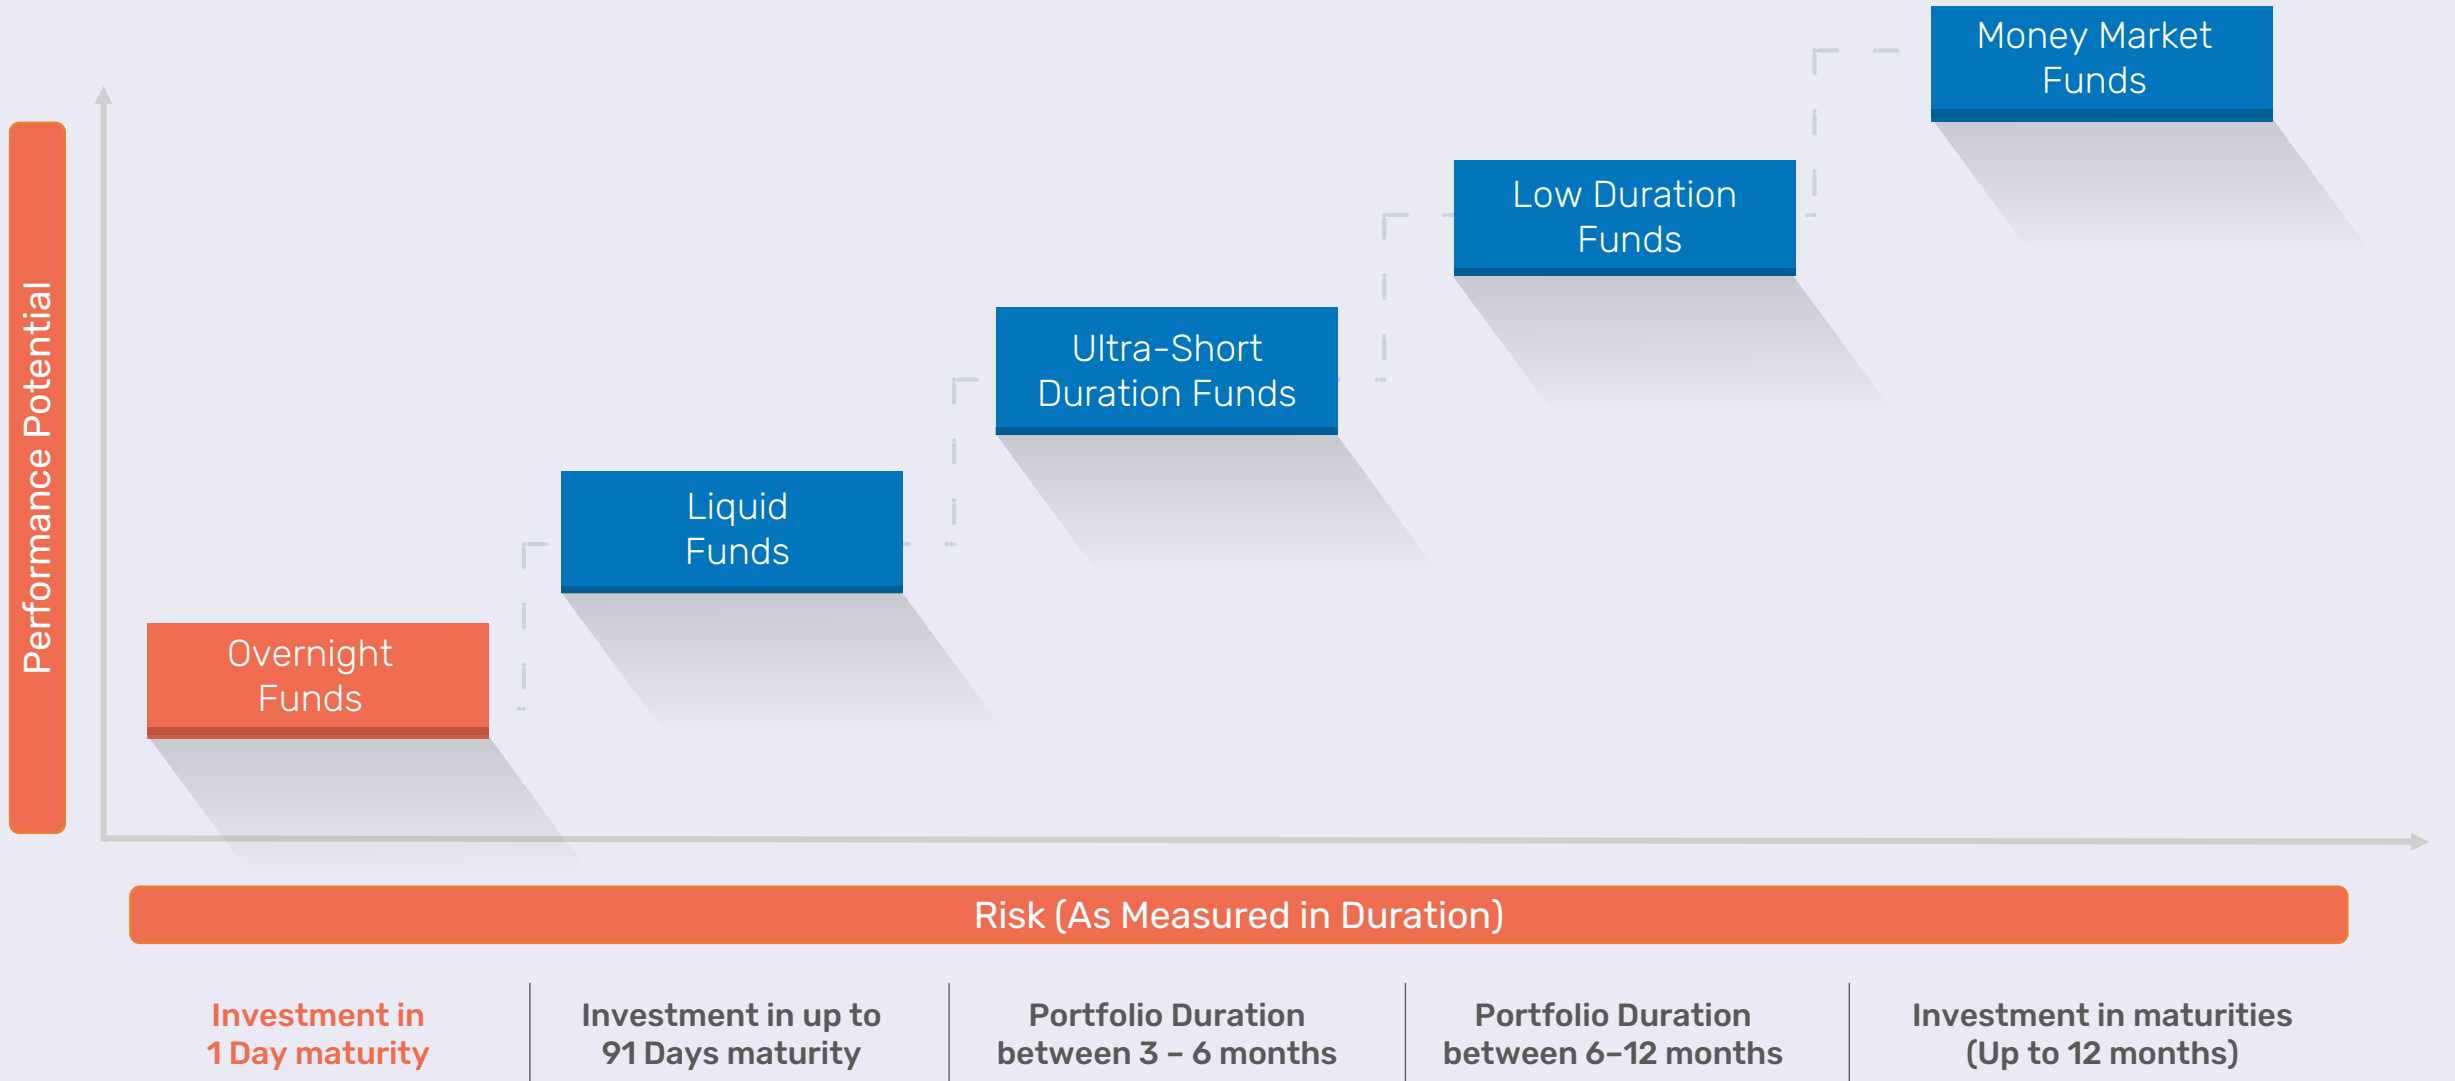 Performance Potential
Money Market
Funds
Low Duration
Funds
Ultra-Short
Duration Funds
Liquid
Funds
Overnight
Funds
Risk (As Measured in Duration)
Investment in
1 Day maturity
Investment in up to
91 Days maturity
Portfolio Duration
between 3 – 6 months
Portfolio Duration
between 6–12 months
Investment in maturities
(Up to 12 months)